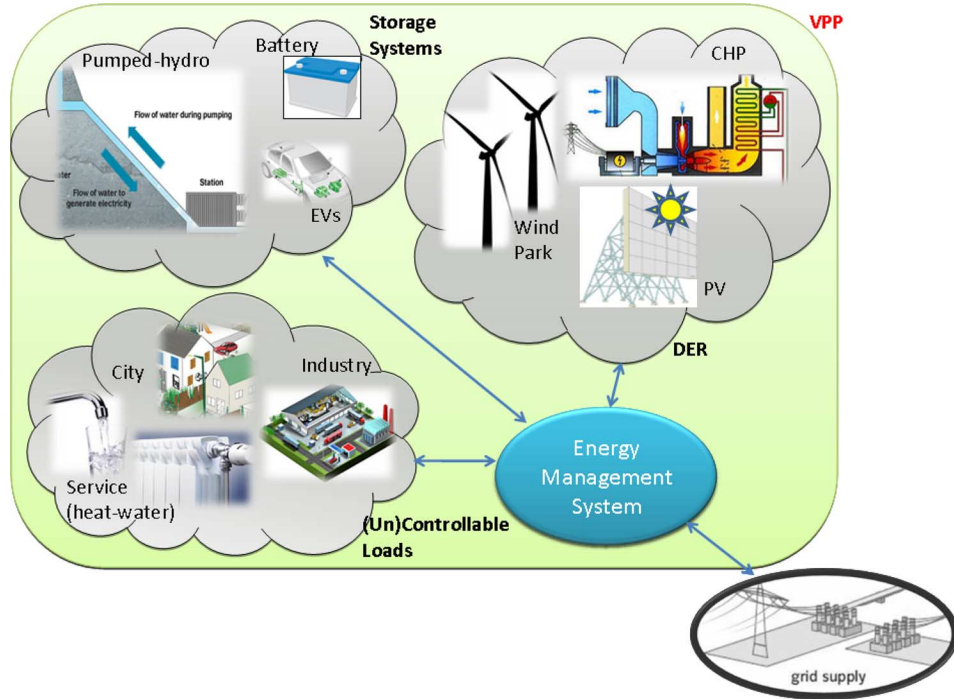 Storage
Systems
VPP
Battery
Pumped-hydro
Flow of water during pumping
Flow of water to
generate electricity
Station
EVs
CHP
Wind
Park
PV
DER
City
Industry
Service
(heat-water)
(Un)Controllable
Loads
Energy
Management
System
grid supply